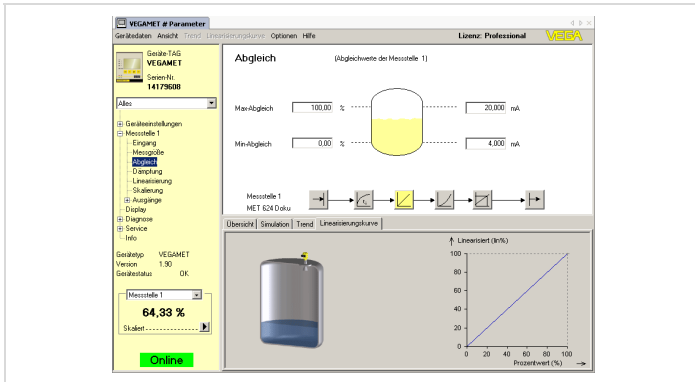 VEGAMET # Parameter
Gerätedaten Ansicht Trend Linearisierungskurve Optionen Hilfe Lizenz: Professional VEGA
Geräte-TAG
VEGAMET
Serien-Nr.
14179608
Alles
Geräteeinstellungen
Messstelle 1
Eingang
Messgröße
Abgleich
Dämpfung
Linearisierung
Skalierung
Ausgänge
Display
Diagnose
Service
Info
Gerätetyp VEGAMET
Version 1.90
Gerätestatus OK
Messstelle 1
64,33 %
Skaliert
Online
Abgleich (Abgleichwerte der Messstelle 1)
Max-Abgleich 100,00 % 20,000 mA
Min-Abgleich 0,00 % 4,000 mA
Messstelle 1
MET 624 Doku
Übersicht Simulation Trend Linearisierungskurve
Linearisiert (lin%)
100
80
60
40
20
0
0 20 40 60 80 100
Prozentwert (%)